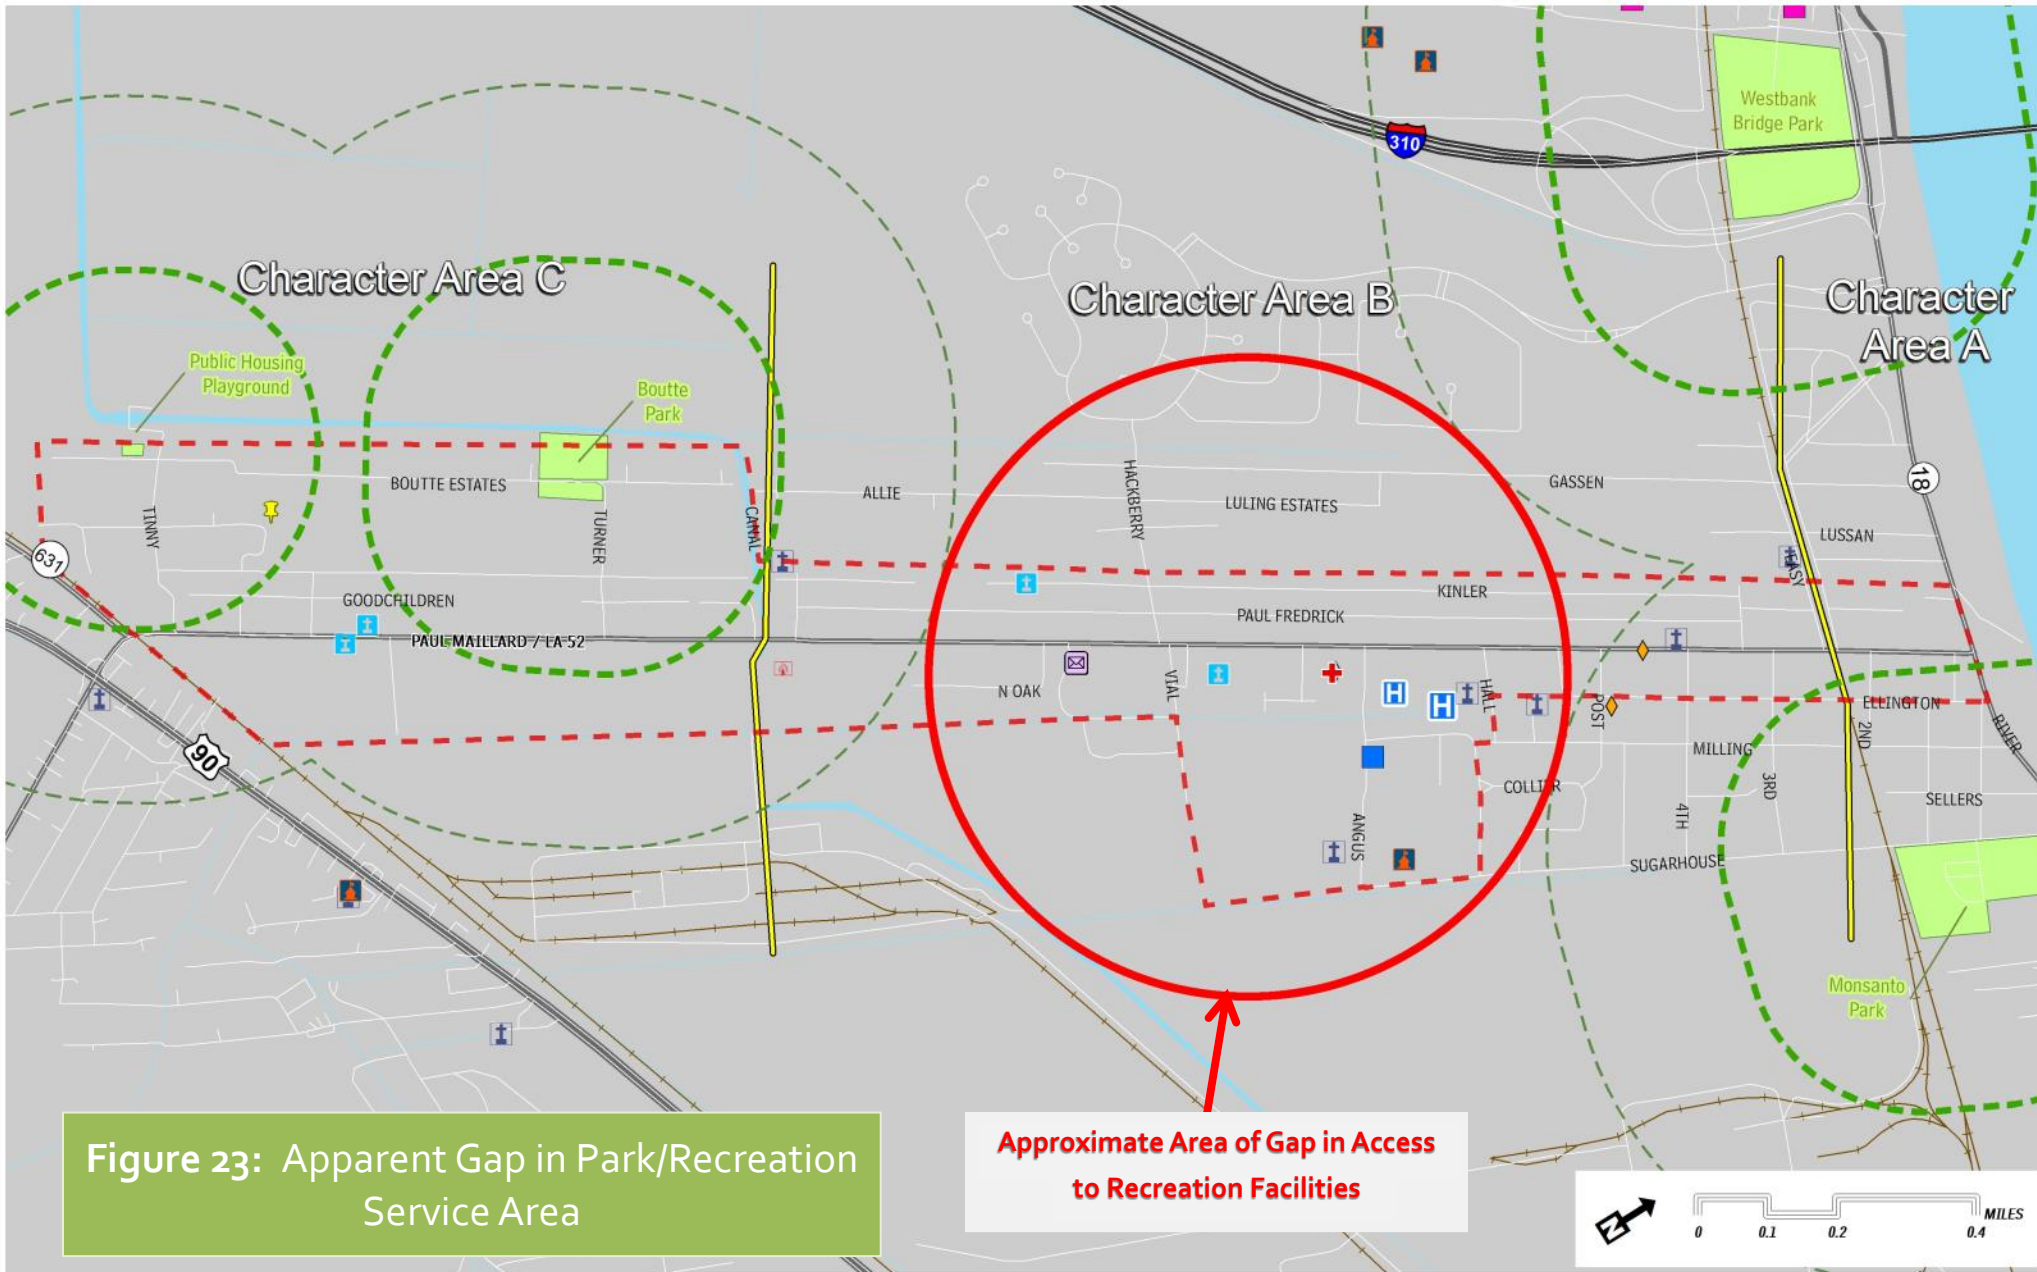 310
Westbank
Bridge Park
Character Area C
Character Area B
Character
Area A
Public Housing
Playground
Boutte
Park
BOUTTE ESTATES
ALLIE
HACKBERRY
LULING ESTATES
GASSEN
18
TINNY
TURNER
CANAL
LUSSAN
EASY
631
GOODCHILDREN
KINLER
PAUL FREDRICK
PAUL MAILLARD / LA 52
N OAK
VIAL
H
H
HALL
POST
ELLINGTON
RIVER
90
MILLING
2ND
COLLIER
3RD
4TH
SELLERS
ANGUS
SUGARHOUSE
Monsanto
Park
Figure 23: Apparent Gap in Park/Recreation
Service Area
Approximate Area of Gap in Access
to Recreation Facilities
N
MILES
0 0.1 0.2 0.4